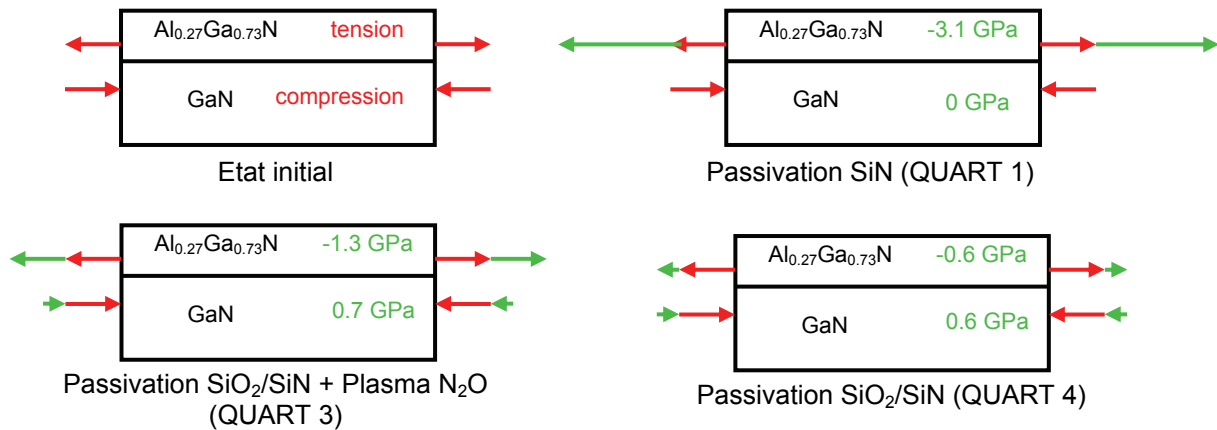 Al₀.₂₇Ga₀.₇₃N tension
GaN compression
Etat initial
Al₀.₂₇Ga₀.₇₃N -3.1 GPa
GaN 0 GPa
Passivation SiN (QUART 1)
Al₀.₂₇Ga₀.₇₃N -1.3 GPa
GaN 0.7 GPa
Passivation SiO₂/SiN + Plasma N₂O
(QUART 3)
Al₀.₂₇Ga₀.₇₃N -0.6 GPa
GaN 0.6 GPa
Passivation SiO₂/SiN (QUART 4)